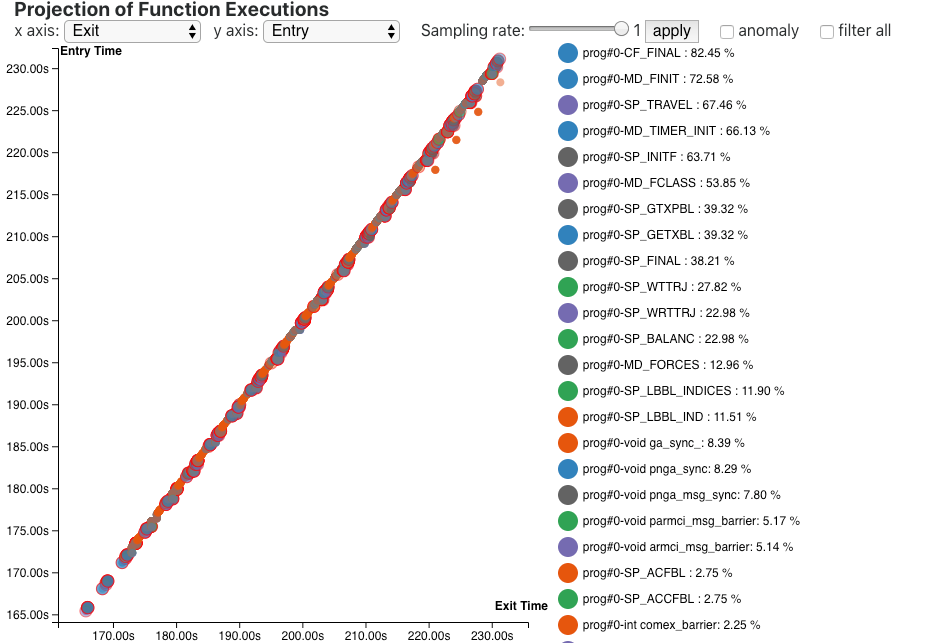 Projection of Function Executions
x axis: Exit y axis: Entry Sampling rate: 1 apply anomaly filter all
Entry Time
230.00s
225.00s
220.00s
215.00s
210.00s
205.00s
200.00s
195.00s
190.00s
185.00s
180.00s
175.00s
170.00s
165.00s
Exit Time
170.00s 180.00s 190.00s 200.00s 210.00s 220.00s 230.00s
prog#0-CF_FINAL : 82.45 %
prog#0-MD_FINIT : 72.58 %
prog#0-SP_TRAVEL : 67.46 %
prog#0-MD_TIMER_INIT : 66.13 %
prog#0-SP_INITF : 63.71 %
prog#0-MD_FCLASS : 53.85 %
prog#0-SP_GTXPBL : 39.32 %
prog#0-SP_GETXBL : 39.32 %
prog#0-SP_FINAL : 38.21 %
prog#0-SP_WTTRJ : 27.82 %
prog#0-SP_WRTTRJ : 22.98 %
prog#0-SP_BALANC : 22.98 %
prog#0-MD_FORCES : 12.96 %
prog#0-SP_LBBL_INDICES : 11.90 %
prog#0-SP_LBBL_IND : 11.51 %
prog#0-void ga_sync_: 8.39 %
prog#0-void pnga_sync: 8.29 %
prog#0-void pnga_msg_sync: 7.80 %
prog#0-void parmci_msg_barrier: 5.17 %
prog#0-void armci_msg_barrier: 5.14 %
prog#0-SP_ACFBL : 2.75 %
prog#0-SP_ACCFBL : 2.75 %
prog#0-int comex_barrier: 2.25 %